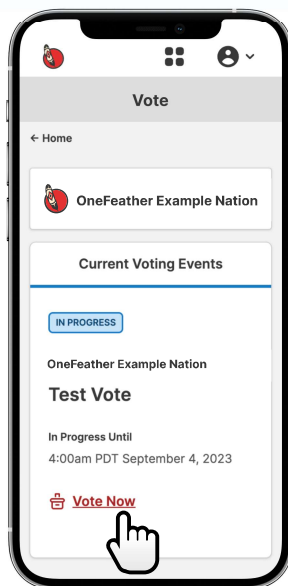 Vote
← Home
OneFeather Example Nation
Current Voting Events
IN PROGRESS
OneFeather Example Nation
Test Vote
In Progress Until
4:00am PDT September 4, 2023
Vote Now